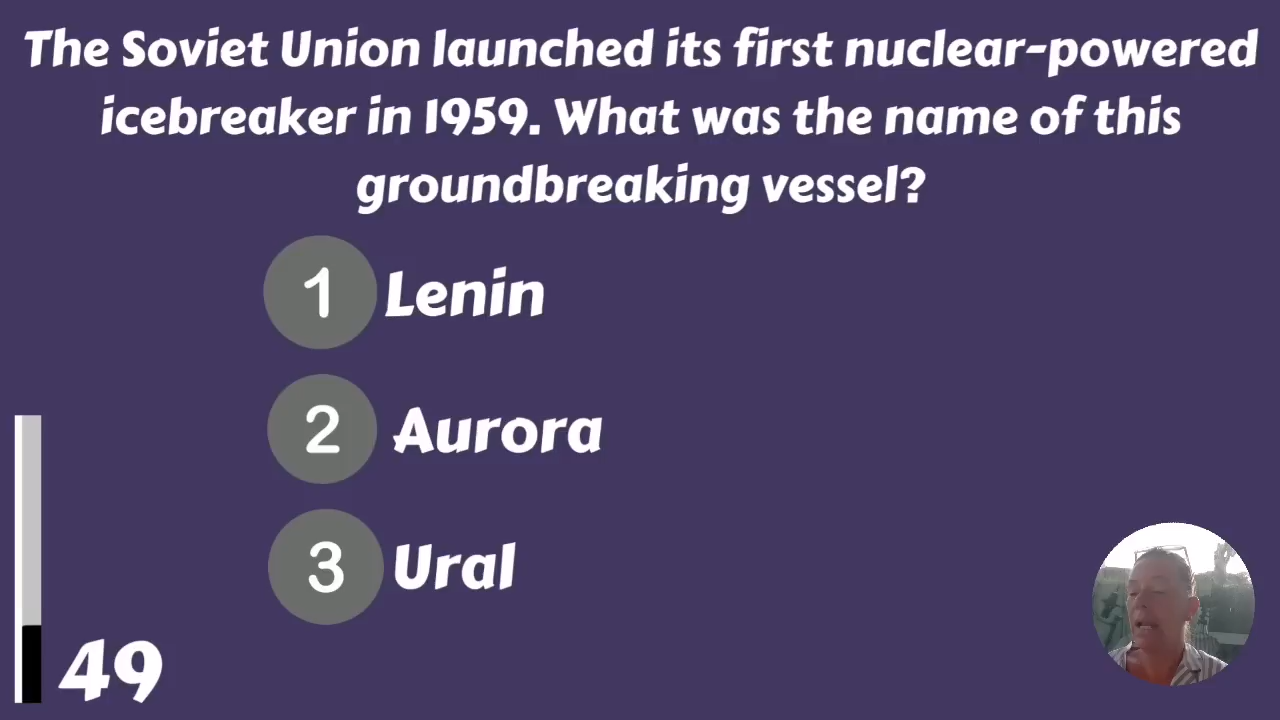 The Soviet Union launched its first nuclear-powered
icebreaker in 1959. What was the name of this
groundbreaking vessel?
1 Lenin
2 Aurora
3 Ural
49